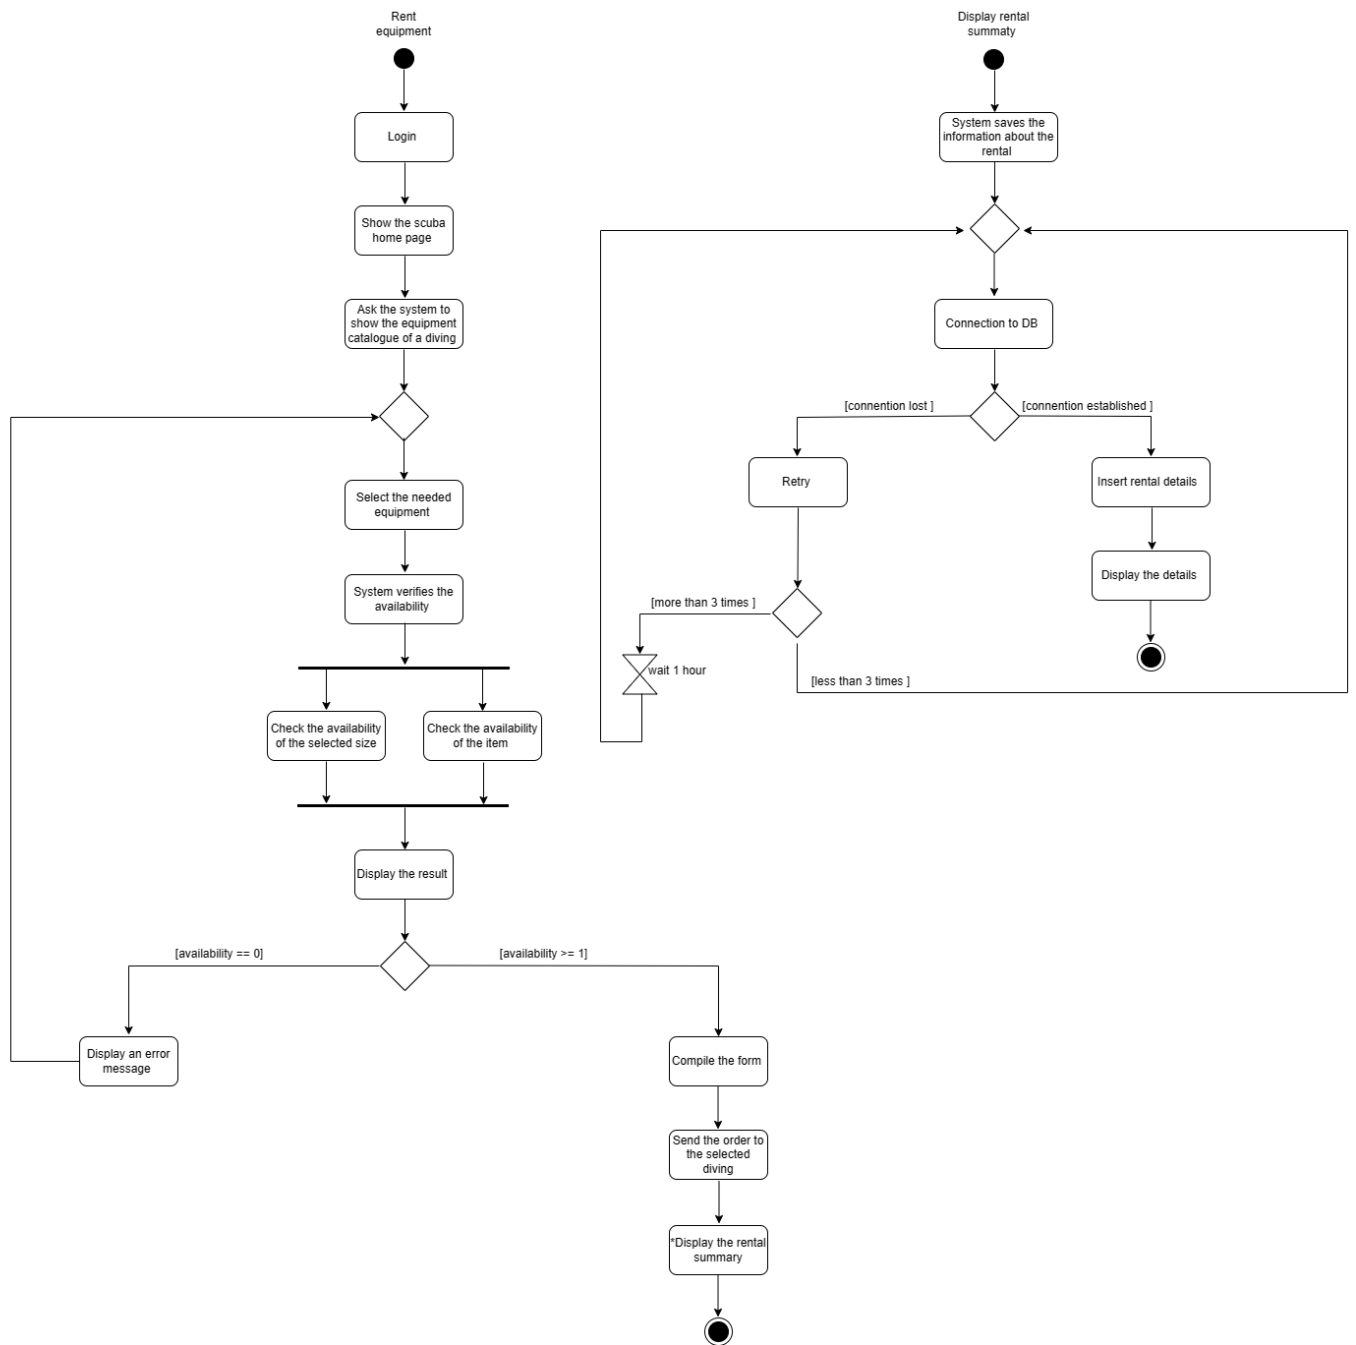 Rent
equipment
Login
Show the scuba
home page
Ask the system to
show the equipment
catalogue of a diving
Select the needed
equipment
System verifies the
availability
Check the availability
of the selected size
Check the availability
of the item
Display the result
[availability == 0]
[availability >= 1]
Display an error
message
Compile the form
Send the order to
the selected
diving
*Display the rental
summary
Display rental
summaty
System saves the
information about the
rental
Connection to DB
[connention lost ]
[connention established ]
Retry
Insert rental details
Display the details
[more than 3 times ]
wait 1 hour
[less than 3 times ]